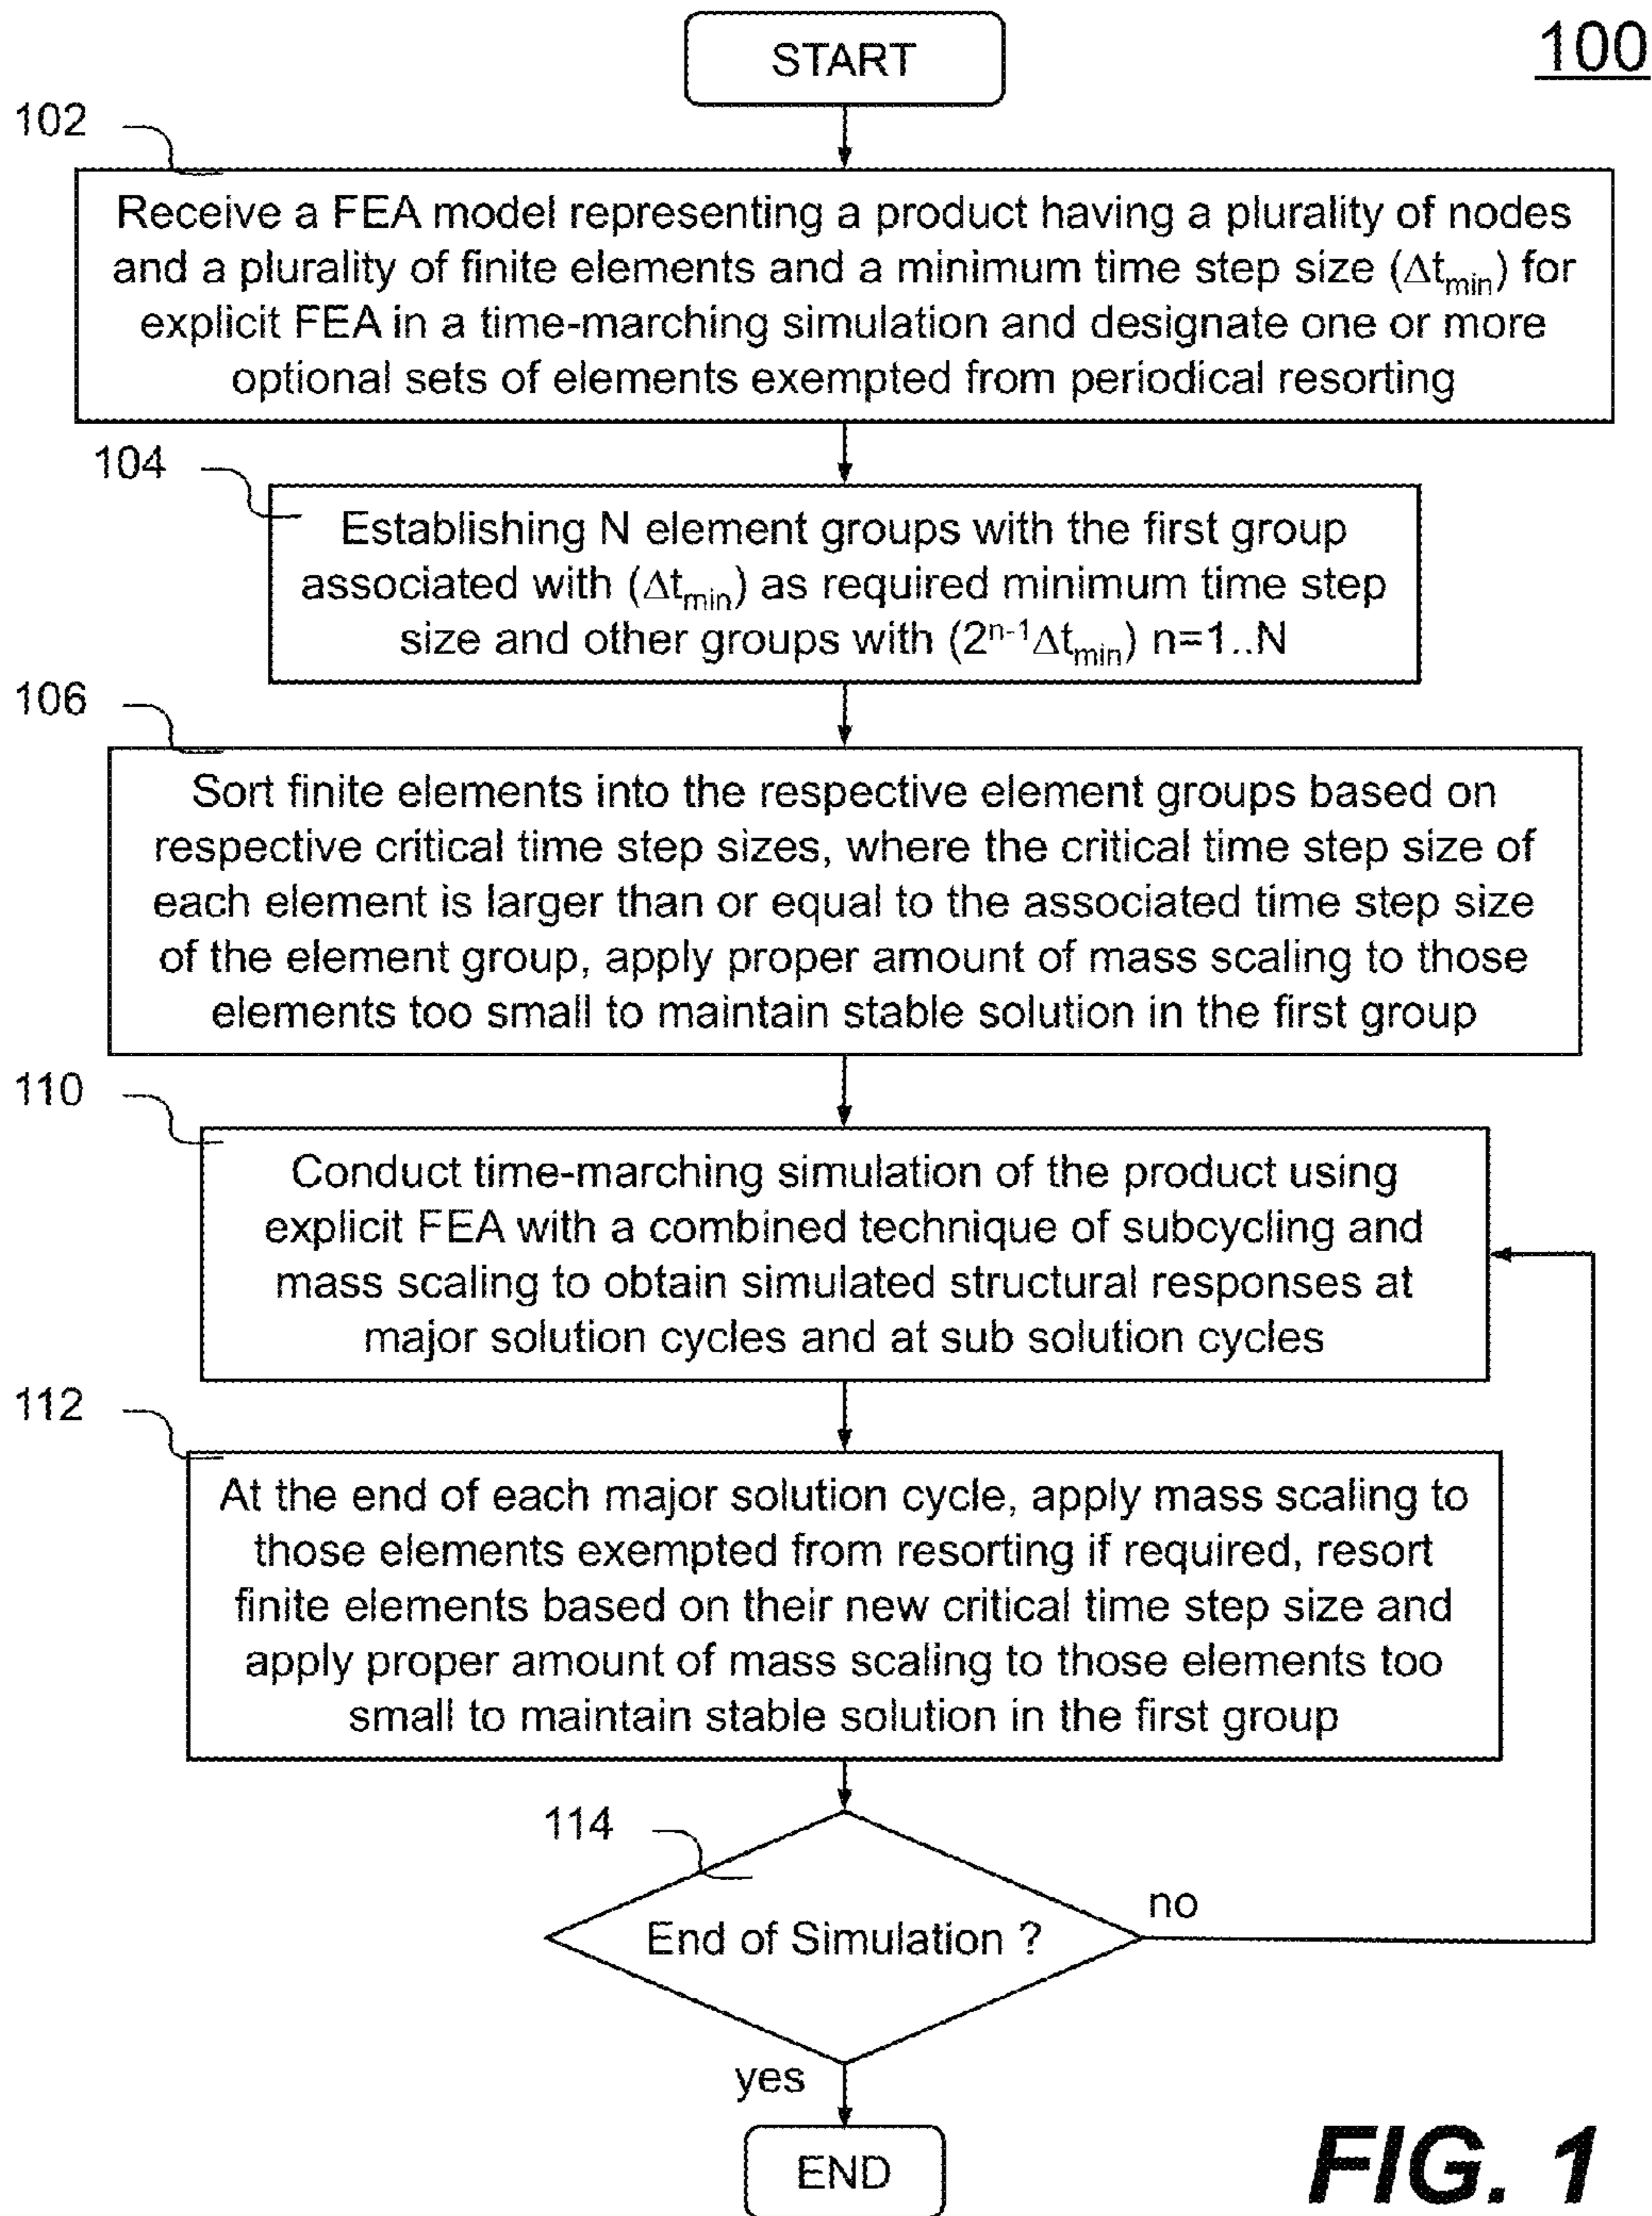 START
100
102
Receive a FEA model representing a product having a plurality of nodes
and a plurality of finite elements and a minimum time step size (Δt_min) for
explicit FEA in a time-marching simulation and designate one or more
optional sets of elements exempted from periodical resorting
104
Establishing N element groups with the first group
associated with (Δt_min) as required minimum time step
size and other groups with (2^n-1Δt_min) n=1..N
106
Sort finite elements into the respective element groups based on
respective critical time step sizes, where the critical time step size of
each element is larger than or equal to the associated time step size
of the element group, apply proper amount of mass scaling to those
elements too small to maintain stable solution in the first group
110
Conduct time-marching simulation of the product using
explicit FEA with a combined technique of subcycling and
mass scaling to obtain simulated structural responses at
major solution cycles and at sub solution cycles
112
At the end of each major solution cycle, apply mass scaling to
those elements exempted from resorting if required, resort
finite elements based on their new critical time step size and
apply proper amount of mass scaling to those elements too
small to maintain stable solution in the first group
114
End of Simulation ?
no
yes
END
FIG. 1